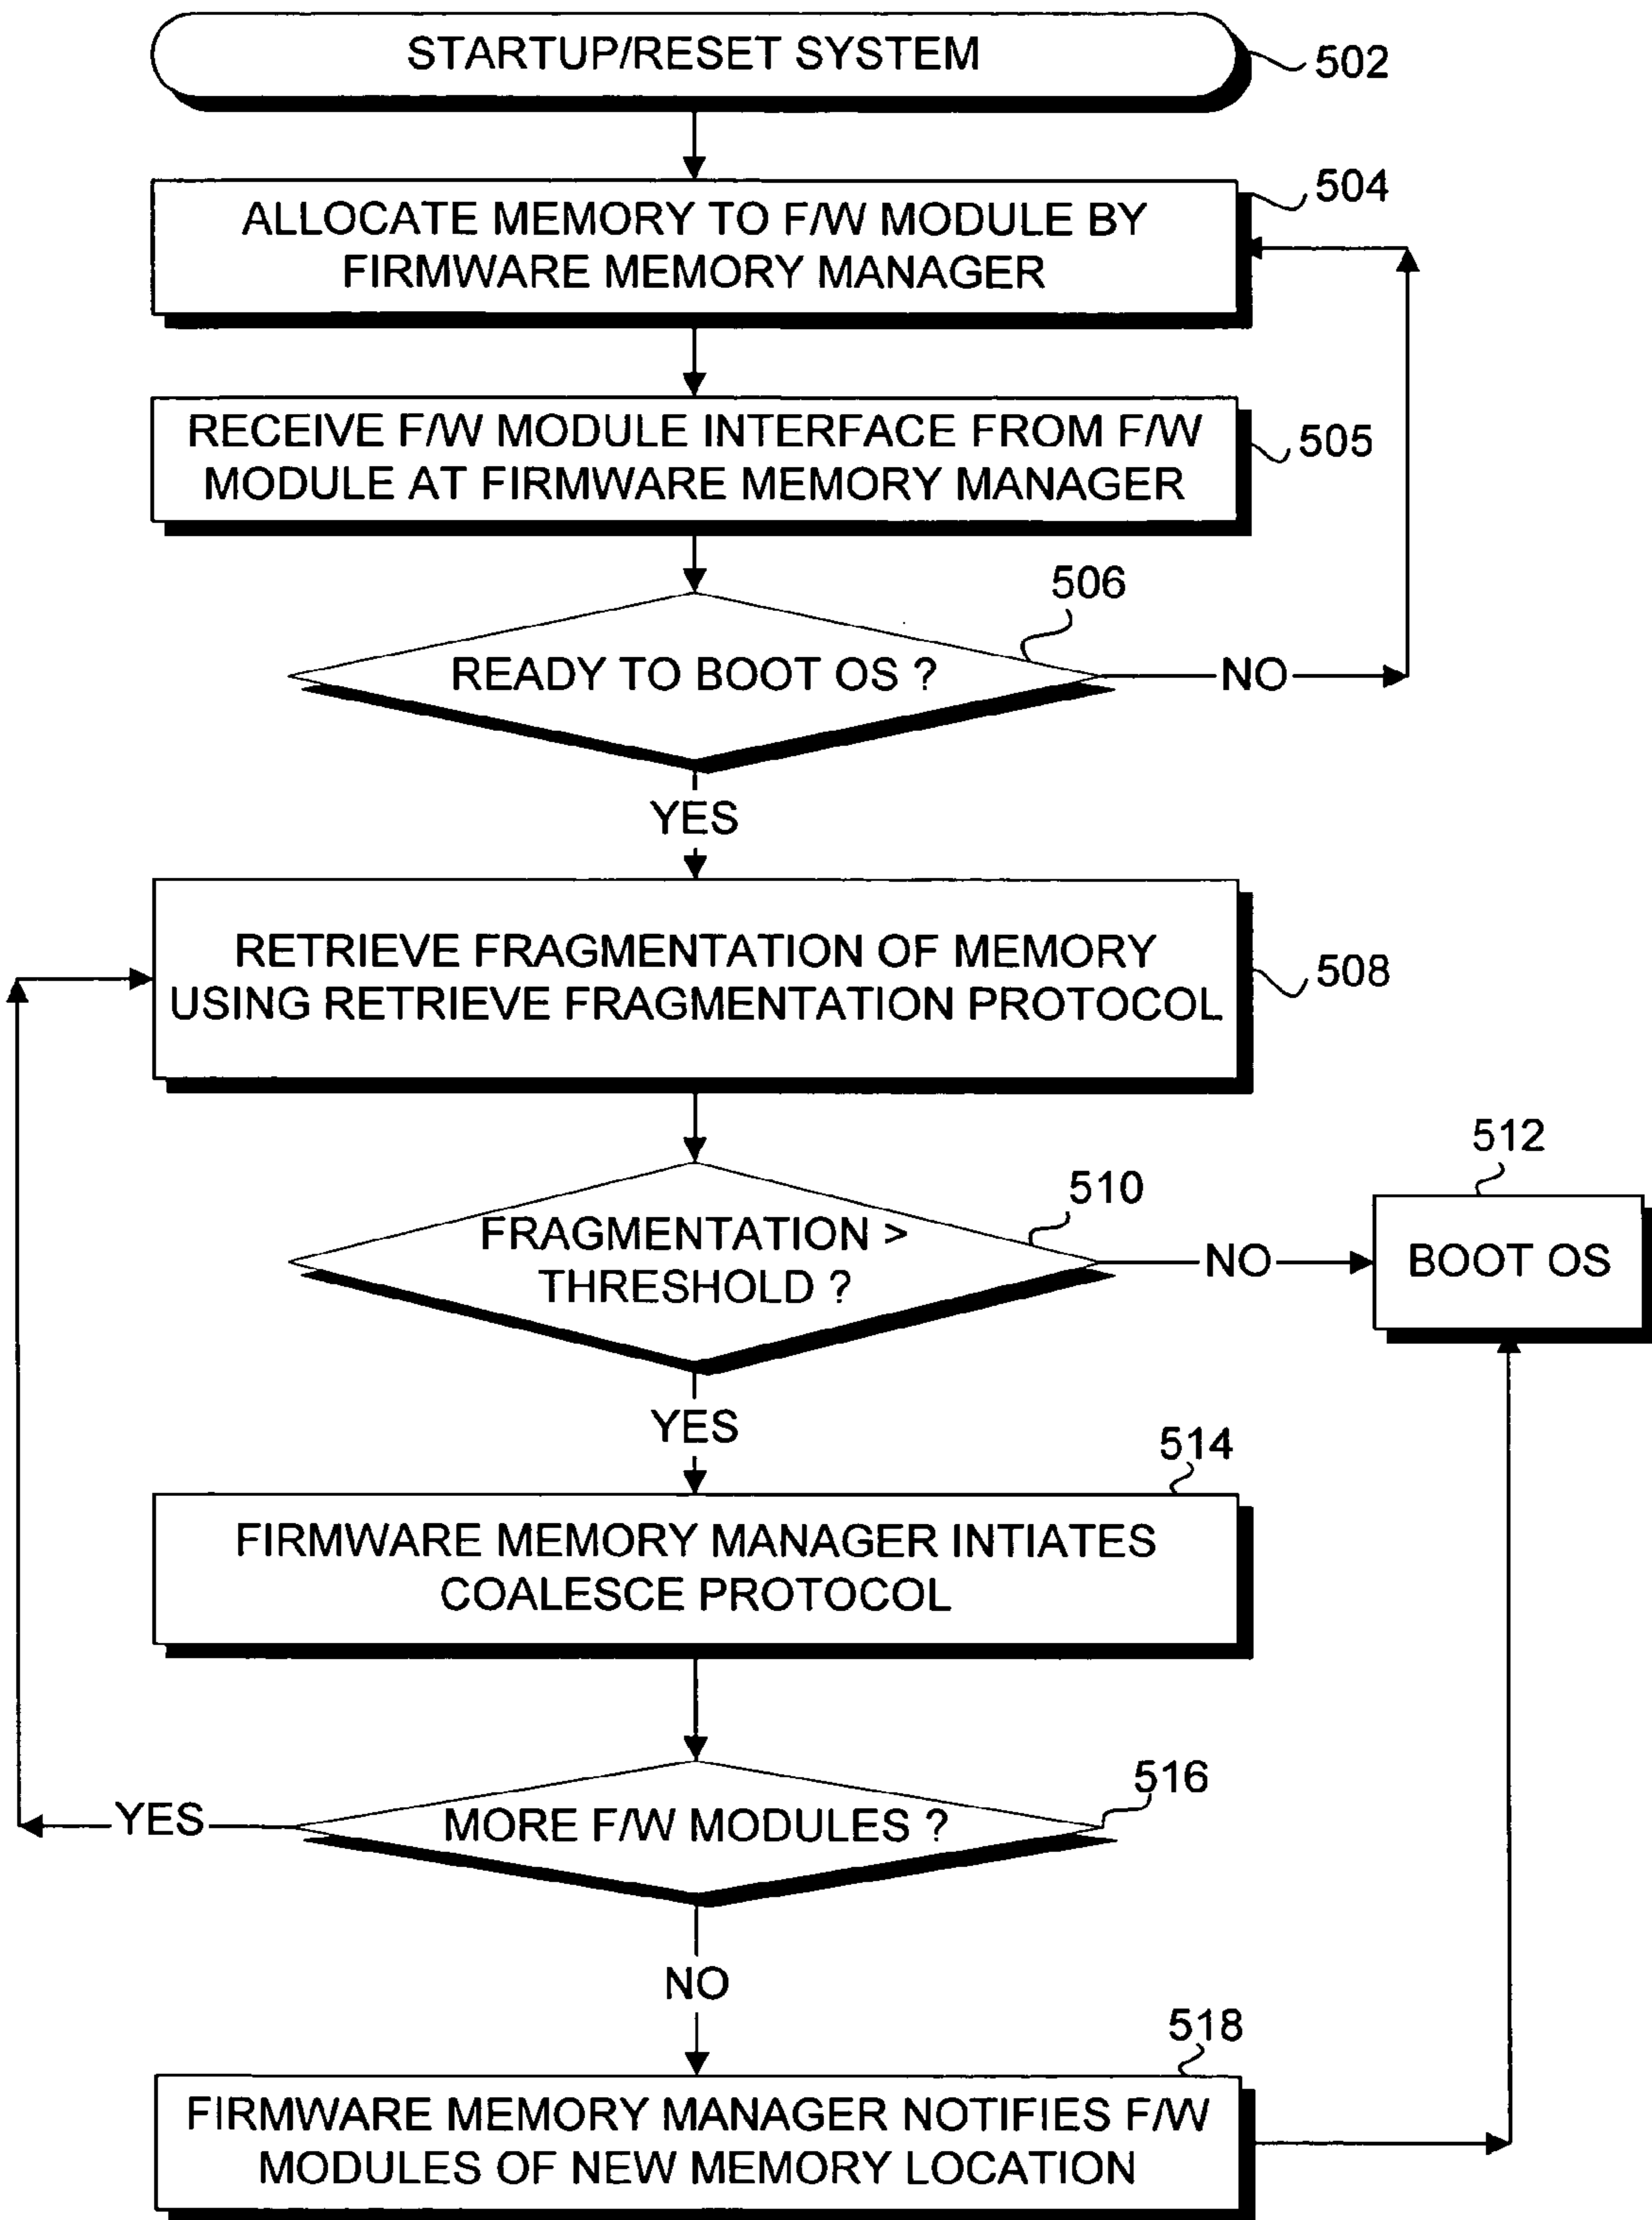 STARTUP/RESET SYSTEM
502
ALLOCATE MEMORY TO F/W MODULE BY
FIRMWARE MEMORY MANAGER
504
RECEIVE F/W MODULE INTERFACE FROM F/W
MODULE AT FIRMWARE MEMORY MANAGER
505
506
READY TO BOOT OS ?
NO
YES
RETRIEVE FRAGMENTATION OF MEMORY
USING RETRIEVE FRAGMENTATION PROTOCOL
508
510
FRAGMENTATION >
THRESHOLD ?
NO
512
BOOT OS
YES
514
FIRMWARE MEMORY MANAGER INTIATES
COALESCE PROTOCOL
516
MORE F/W MODULES ?
YES
NO
518
FIRMWARE MEMORY MANAGER NOTIFIES F/W
MODULES OF NEW MEMORY LOCATION